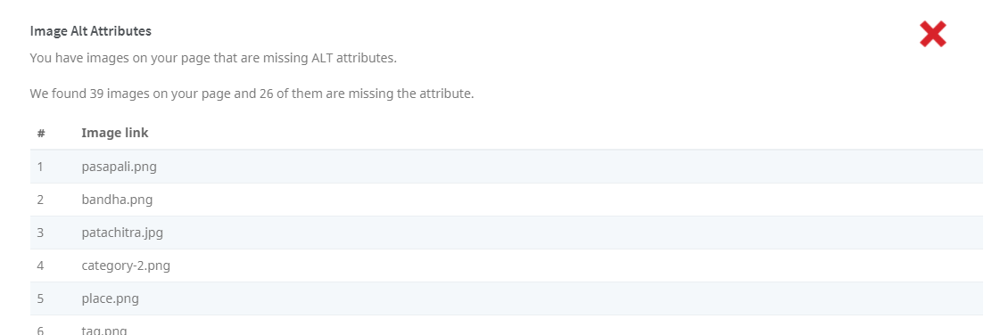 Image Alt Attributes
You have images on your page that are missing ALT attributes.
We found 39 images on your page and 26 of them are missing the attribute.
# Image link
1 pasapali.png
2 bandha.png
3 patachitra.jpg
4 category-2.png
5 place.png
6 tag.png